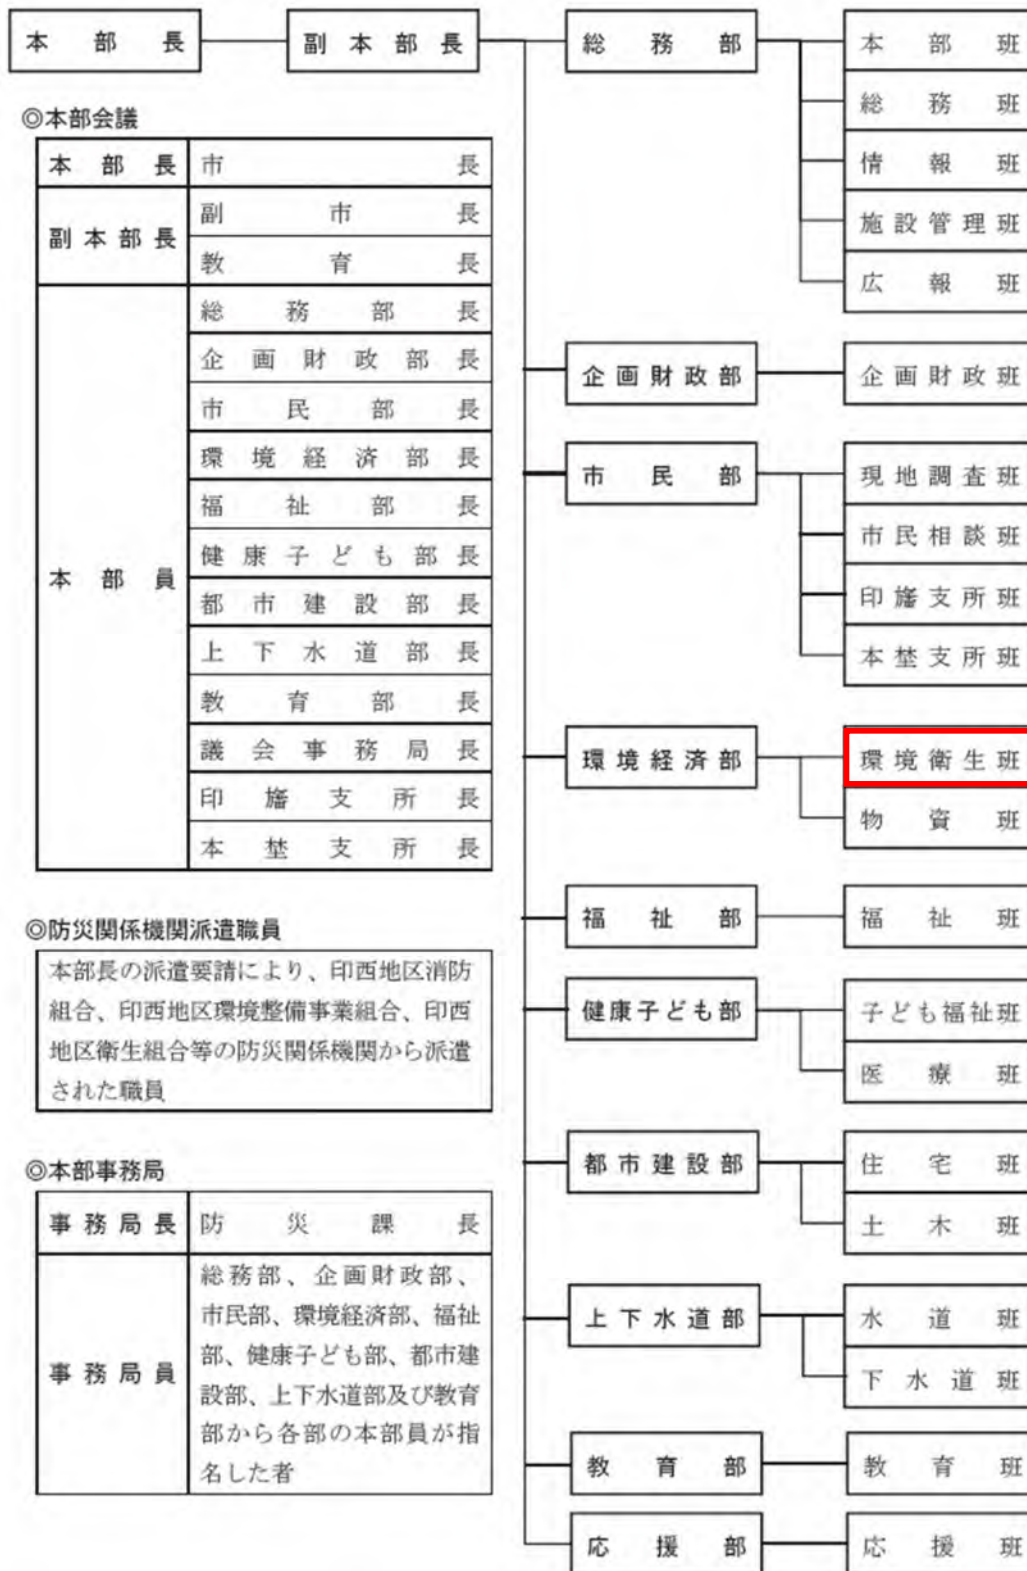 本部長
副本部長
総務部
本部班
総務班
情報班
施設管理班
広報班
企画財政部
企画財政班
市民部
現地調査班
市民相談班
印旛支所班
本埜支所班
環境経済部
環境衛生班
物資班
福祉部
福祉班
健康子ども部
子ども福祉班
医療班
都市建設部
住宅班
土木班
上下水道部
水道班
下水道班
教育部
教育班
応援部
応援班
◎本部会議
本部長 市長
副本部長 副市長
教育長
本部員 総務部長
企画財政部長
市民部長
環境経済部長
福祉部長
健康子ども部長
都市建設部長
上下水道部長
教育部長
議会事務局長
印旛支所長
本埜支所長
◎防災関係機関派遣職員
本部長の派遣要請により、印西地区消防
組合、印西地区環境整備事業組合、印西
地区衛生組合等の防災関係機関から派遣
された職員
◎本部事務局
事務局長 防災課長
事務局員 総務部、企画財政部、
市民部、環境経済部、福祉
部、健康子ども部、都市建
設部、上下水道部及び教育
部から各部の本部員が指
名した者